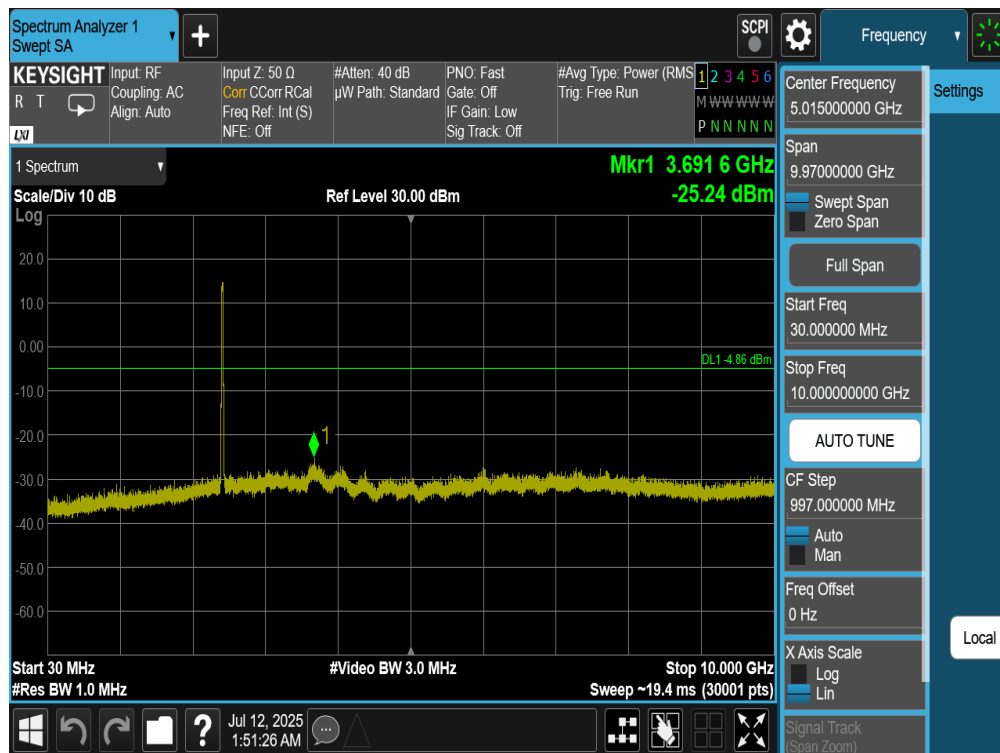 Spectrum Analyzer 1
Swept SA
+
SCPI
Frequency
KEYSIGHT
R T
LXI
Input: RF
Coupling: AC
Align: Auto
Input Z: 50 Ω
Corr CCorr RCal
Freq Ref: Int (S)
NFE: Off
#Atten: 40 dB
µW Path: Standard
PNO: Fast
Gate: Off
IF Gain: Low
Sig Track: Off
#Avg Type: Power (RMS
Trig: Free Run
1 2 3 4 5 6
M W W W W W
P N N N N N
1 Spectrum
Scale/Div 10 dB
Log
Ref Level 30.00 dBm
Mkr1 3.691 6 GHz
-25.24 dBm
20.0
10.0
0.00
-10.0
-20.0
-30.0
-40.0
-50.0
-60.0
DL1 -4.86 dBm
1
Start 30 MHz
#Res BW 1.0 MHz
#Video BW 3.0 MHz
Stop 10.000 GHz
Sweep ~19.4 ms (30001 pts)
Center Frequency
5.015000000 GHz
Span
9.97000000 GHz
Swept Span
Zero Span
Full Span
Start Freq
30.000000 MHz
Stop Freq
10.000000000 GHz
AUTO TUNE
CF Step
997.000000 MHz
Auto
Man
Freq Offset
0 Hz
X Axis Scale
Log
Lin
Signal Track
(Span Zoom)
Settings
Local
?
Jul 12, 2025
1:51:26 AM